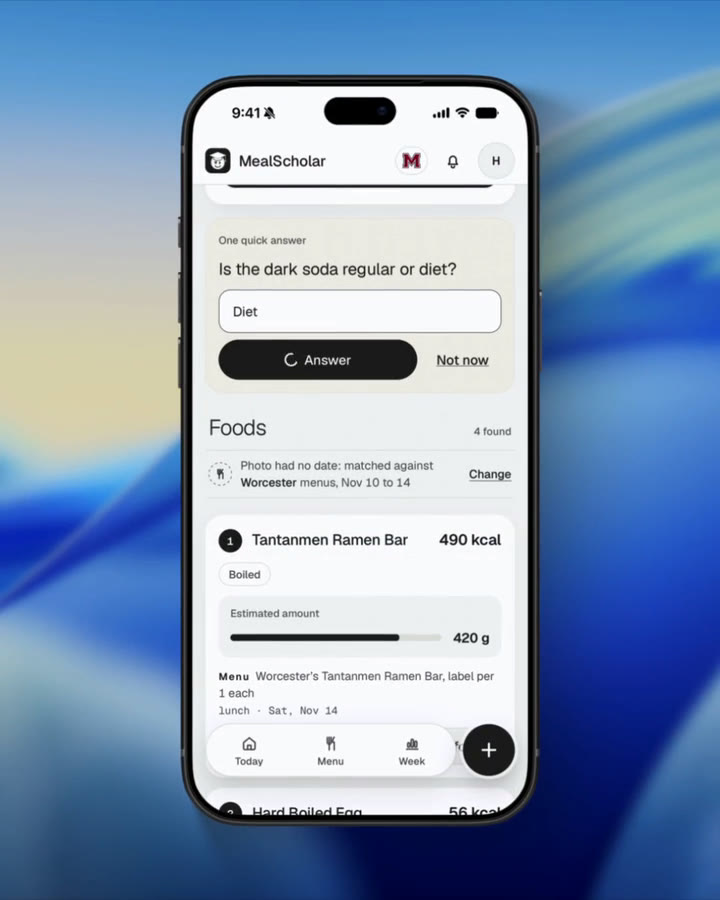 9:41
MealScholar
M
H
One quick answer
Is the dark soda regular or diet?
Diet
Answer
Not now
Foods
4 found
Photo had no date: matched against
Worcester menus, Nov 10 to 14
Change
1
Tantanmen Ramen Bar
490 kcal
Boiled
Estimated amount
420 g
Menu Worcester's Tantanmen Ramen Bar, label per
1 each
lunch · Sat, Nov 14
Today
Menu
Week
+
2
Hard Boiled Egg
56 kcal